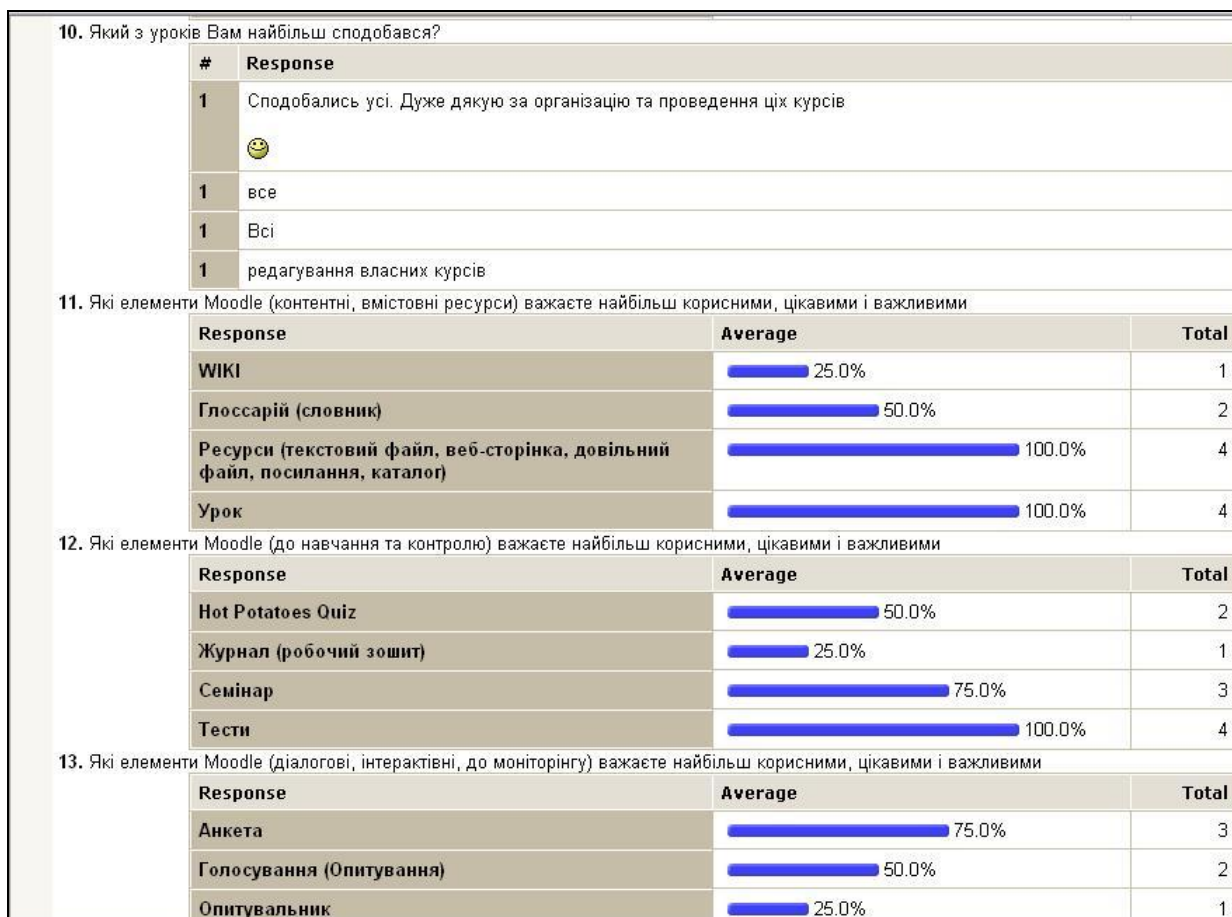 10. Який з уроків Вам найбільш сподобався?
# Response
1 Сподобались усі. Дуже дякую за організацію та проведення ціх курсів
1 все
1 Всі
1 редагування власних курсів
11. Які елементи Moodle (контентні, вмістовні ресурси) важаєте найбільш корисними, цікавими і важливими
Response Average Total
WIKI 25.0% 1
Глоссарій (словник) 50.0% 2
Ресурси (текстовий файл, веб-сторінка, довільний
файл, посилання, каталог) 100.0% 4
Урок 100.0% 4
12. Які елементи Moodle (до навчання та контролю) важаєте найбільш корисними, цікавими і важливими
Response Average Total
Hot Potatoes Quiz 50.0% 2
Журнал (робочий зошит) 25.0% 1
Семінар 75.0% 3
Тести 100.0% 4
13. Які елементи Moodle (діалогові, інтерактівні, до моніторінгу) важаєте найбільш корисними, цікавими і важливими
Response Average Total
Анкета 75.0% 3
Голосування (Опитування) 50.0% 2
Опитувальник 25.0% 1